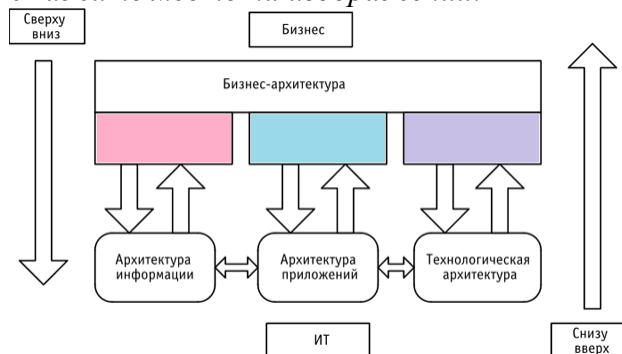 Сверху
вниз
Бизнес
Бизнес-архитектура
Архитектура
информации
Архитектура
приложений
Технологическая
архитектура
ИТ
Снизу
вверх